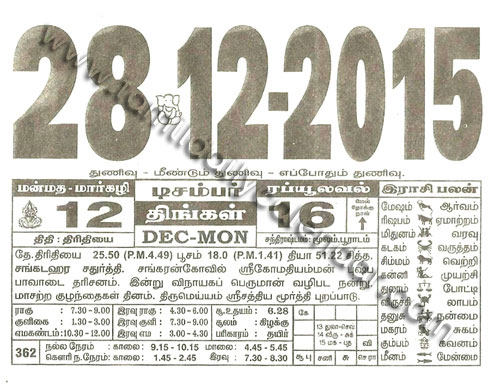 28-12-2015
www.tamildailycalendar.com
துணிவு - மீண்டும் துணிவு - எப்போதும் துணிவு.
மன்மத- மார்கழி
12
திதி : திரிதியை
டிசம்பர்
திங்கள்
DEC-MON
ரப்யூலவல்
16
சந்திராஷ்டமம்: மூலம், பூராடம்
மேல் நோக்கு நாள்
தே.திரிதியை 25.50 (P.M.4.49) பூசம் 18.0 (P.M.1.41) தியா 51.22 த்த.
சங்கடஹர சதுர்த்தி. சங்கரன்கோவில் ஸ்ரீகோமதியம்மன் புஷ்ப
பாவாடை தரிசனம். இன்று விநாயகப் பெருமான் வழிபட நன்று.
மாசற்ற குழந்தைகள் தினம். திருமெய்யம் ஸ்ரீசத்திய மூர்த்தி புறப்பாடு.
ராகு : 7.30 - 9.00 இரவு ராகு : 4.30 - 6.00 சூ.உதயம் : 6.28
குளிகை : 1.30 - 3.00 இரவு குளி : 7.30 - 9.00 சூலம் : கிழக்கு
எமகண்டம் : 10.30 - 12.00 இரவு எம : 3.00 - 4.30 பரிகாரம் : தயிர்
362 நல்ல நேரம் : காலை : 9.15 - 10.15 மாலை : 4.45 - 5.45
கெளரி ந.நேரம் : காலை : 1.45 - 2.45 இரவு : 7.30 - 8.30
கே
13 துலா-செவ்
14 விரு - சுக்
15 மக - புத
வி
ஆ பு சனி சு செ ரா
இராசி பலன்
மேஷம் ஆர்வம்
ரிஷபம் ஏமாற்றம்
மிதுனம் வரவு
கடகம் வருத்தம்
சிம்மம் வெற்றி
கன்னி முயற்சி
துலாம் போட்டி
விருச்சி லாபம்
தனுசு நன்மை
மகரம் சுகம்
கும்பம் கவனம்
மீனம் மேன்மை